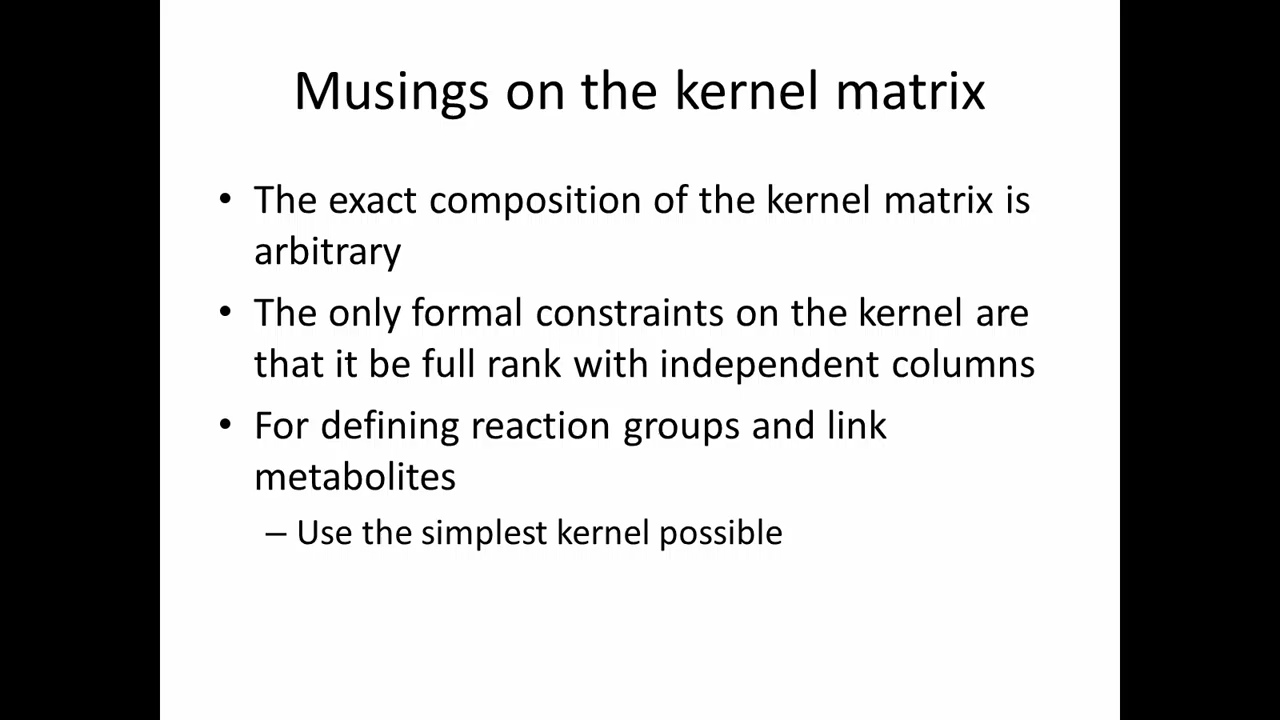 Musings on the kernel matrix
• The exact composition of the kernel matrix is
arbitrary
• The only formal constraints on the kernel are
that it be full rank with independent columns
• For defining reaction groups and link
metabolites
– Use the simplest kernel possible